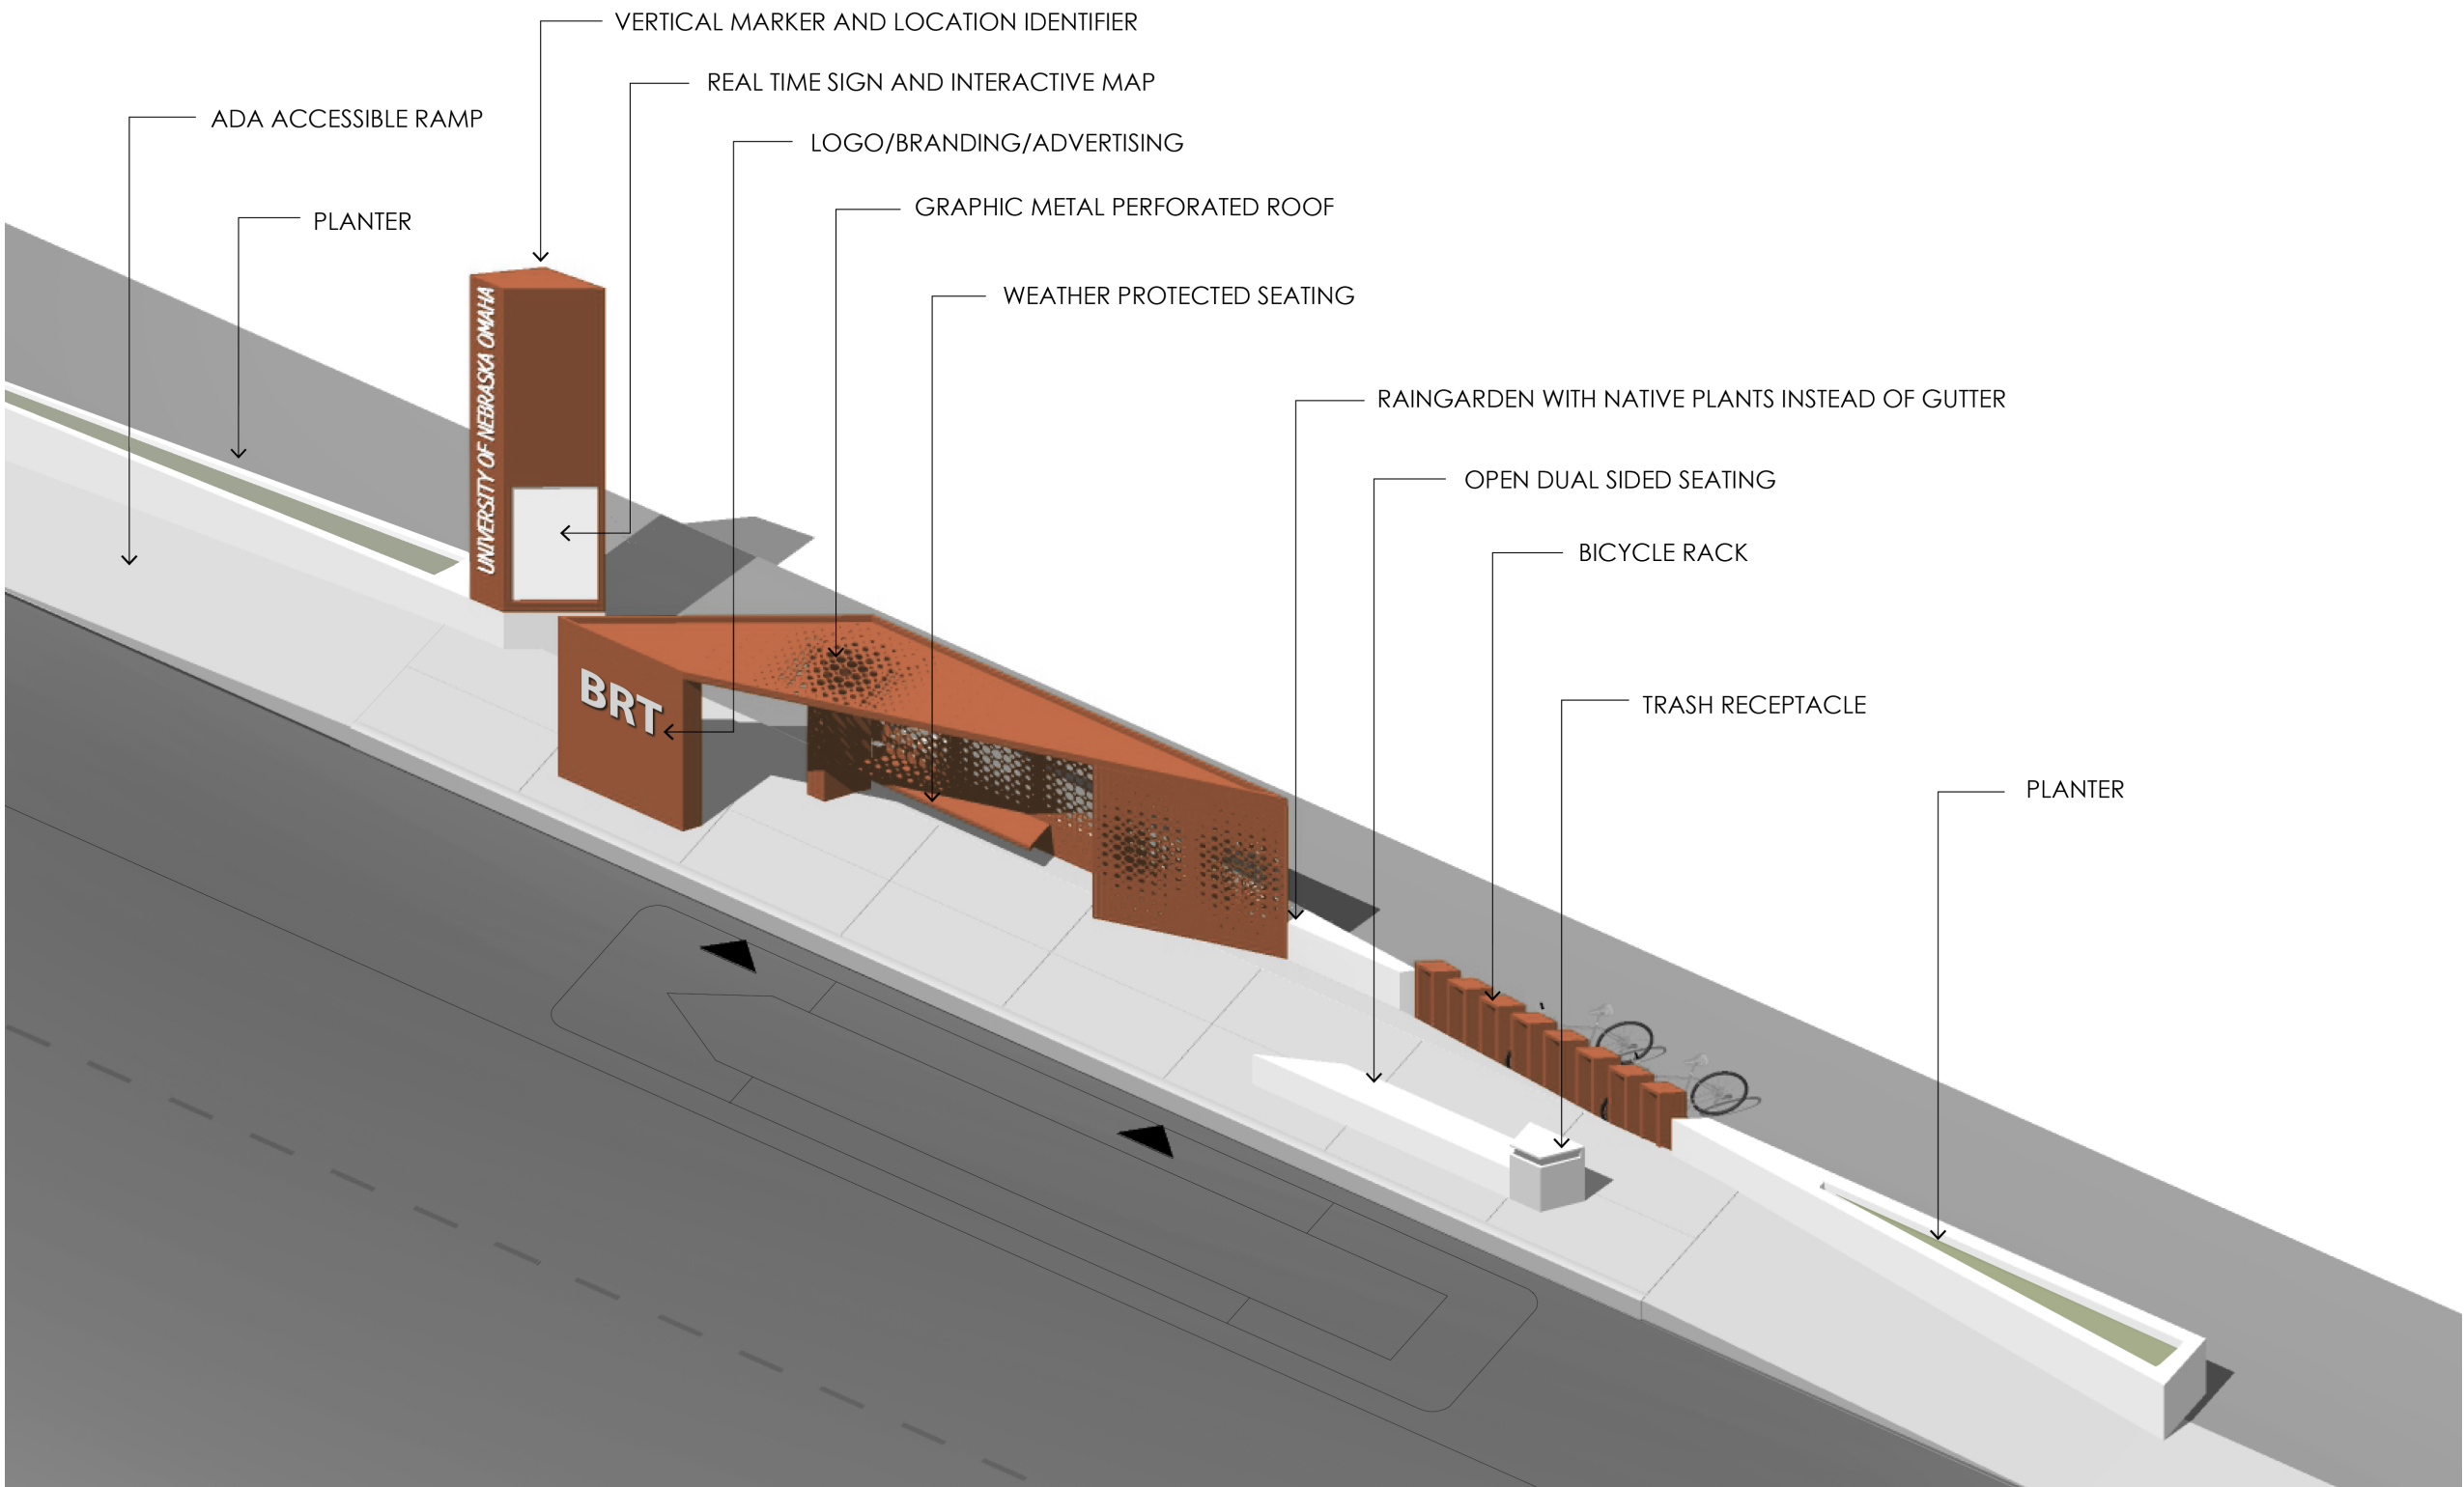 VERTICAL MARKER AND LOCATION IDENTIFIER
REAL TIME SIGN AND INTERACTIVE MAP
ADA ACCESSIBLE RAMP
LOGO/BRANDING/ADVERTISING
GRAPHIC METAL PERFORATED ROOF
PLANTER
WEATHER PROTECTED SEATING
UNIVERSITY OF NEBRASKA OMAHA
RAINGARDEN WITH NATIVE PLANTS INSTEAD OF GUTTER
OPEN DUAL SIDED SEATING
BICYCLE RACK
BRT
TRASH RECEPTACLE
PLANTER